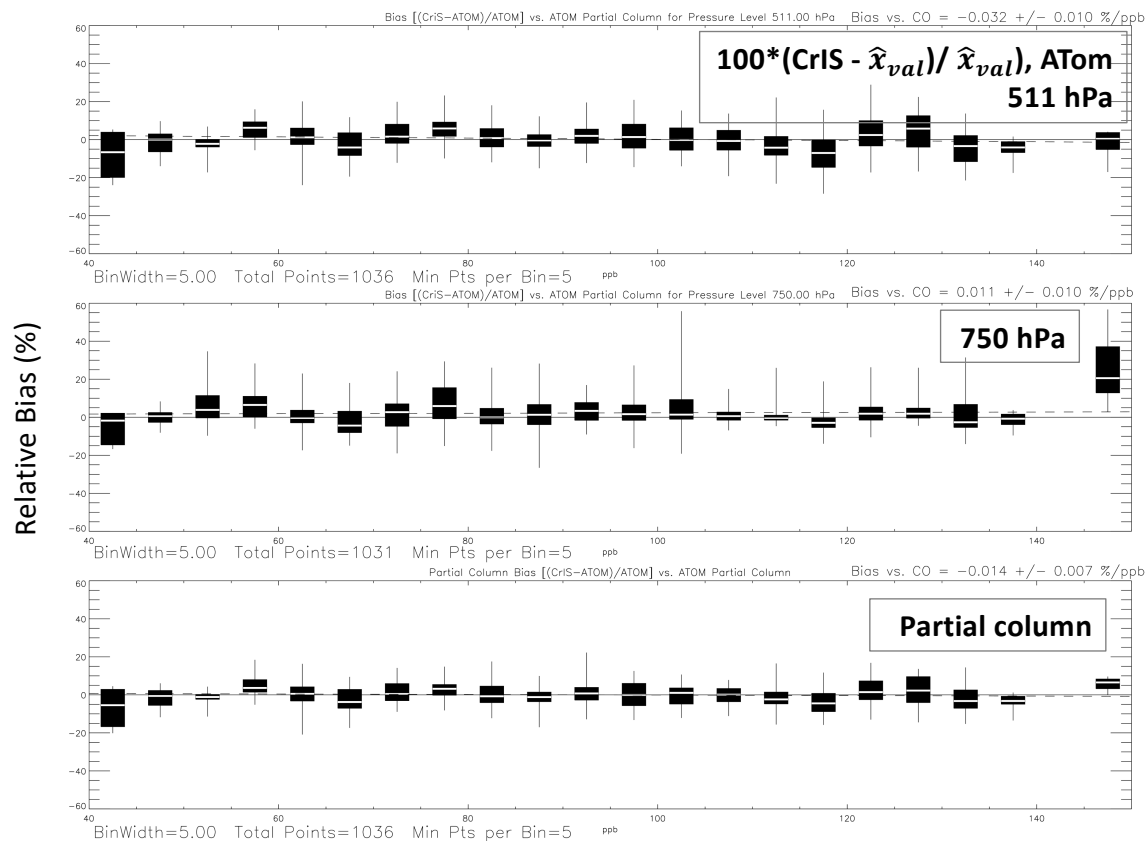 Bias [(CriS-ATOM)/ATOM] vs. ATOM Partial Column for Pressure Level 511.00 hPa Bias vs. CO = -0.032 +/- 0.010 %/ppb
60
40
20
0
-20
-40
-60
100*(CrIS - x̂val)/ x̂val), ATom
511 hPa
40 60 80 100 120 140
BinWidth=5.00 Total Points=1036 Min Pts per Bin=5 ppb
Bias [(CriS-ATOM)/ATOM] vs. ATOM Partial Column for Pressure Level 750.00 hPa Bias vs. CO = 0.011 +/- 0.010 %/ppb
Relative Bias (%)
60
40
20
0
-20
-40
-60
750 hPa
40 60 80 100 120 140
BinWidth=5.00 Total Points=1031 Min Pts per Bin=5 ppb
Partial Column Bias [(CrIS-ATOM)/ATOM] vs. ATOM Partial Column Bias vs. CO = -0.014 +/- 0.007 %/ppb
60
40
20
0
-20
-40
-60
Partial column
40 60 80 100 120 140
BinWidth=5.00 Total Points=1036 Min Pts per Bin=5 ppb